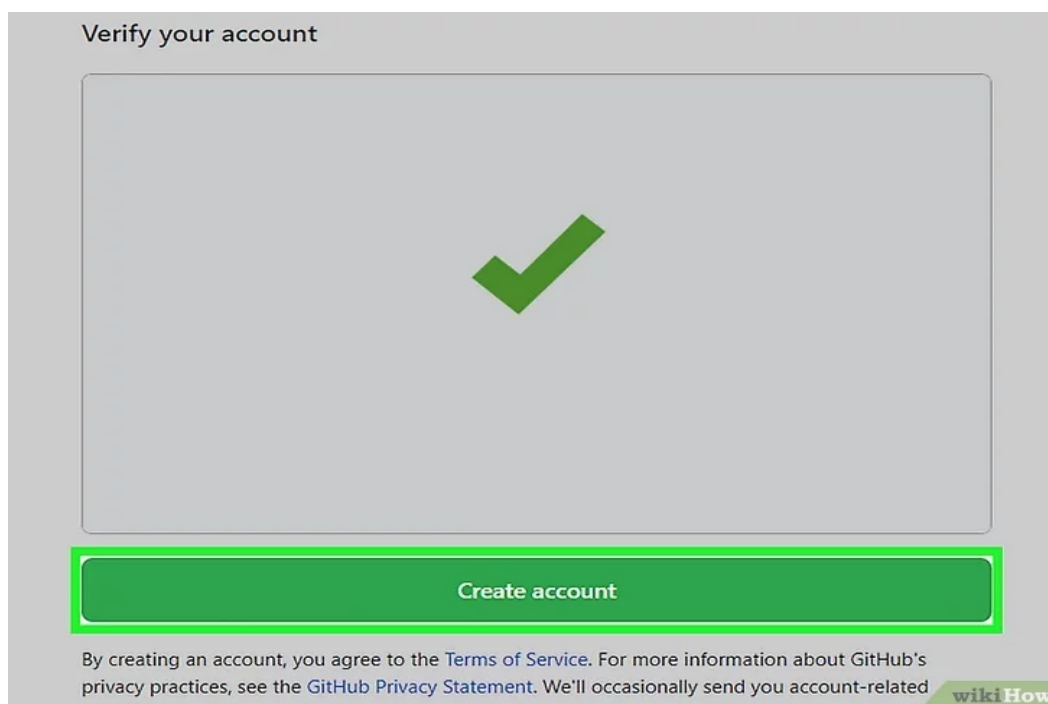 Verify your account
Create account
By creating an account, you agree to the Terms of Service. For more information about GitHub's
privacy practices, see the GitHub Privacy Statement. We'll occasionally send you account-related
wikiHow